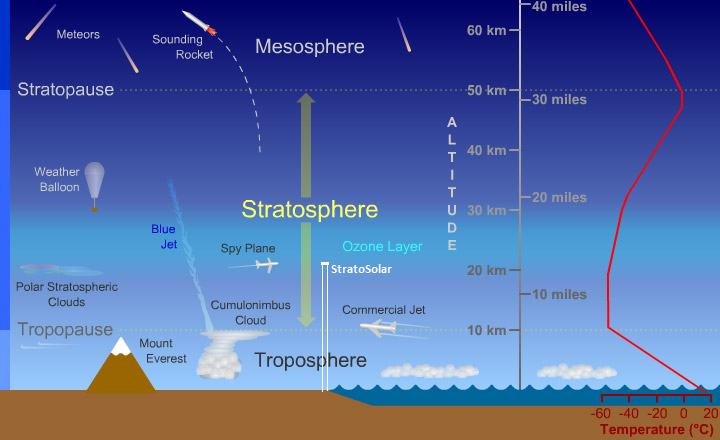 40 miles
Meteors
Sounding
Rocket
Mesosphere
60 km
Stratopause
50 km
30 miles
A
L
T
I
T
U
D
E
40 km
Weather
Balloon
20 miles
Stratosphere
30 km
Blue
Jet
Spy Plane
Ozone Layer
StratoSolar
20 km
Polar Stratospheric
Clouds
10 miles
Cumulonimbus
Cloud
Commercial Jet
Tropopause
10 km
Mount
Everest
Troposphere
-60 -40 -20 0 20
Temperature (°C)